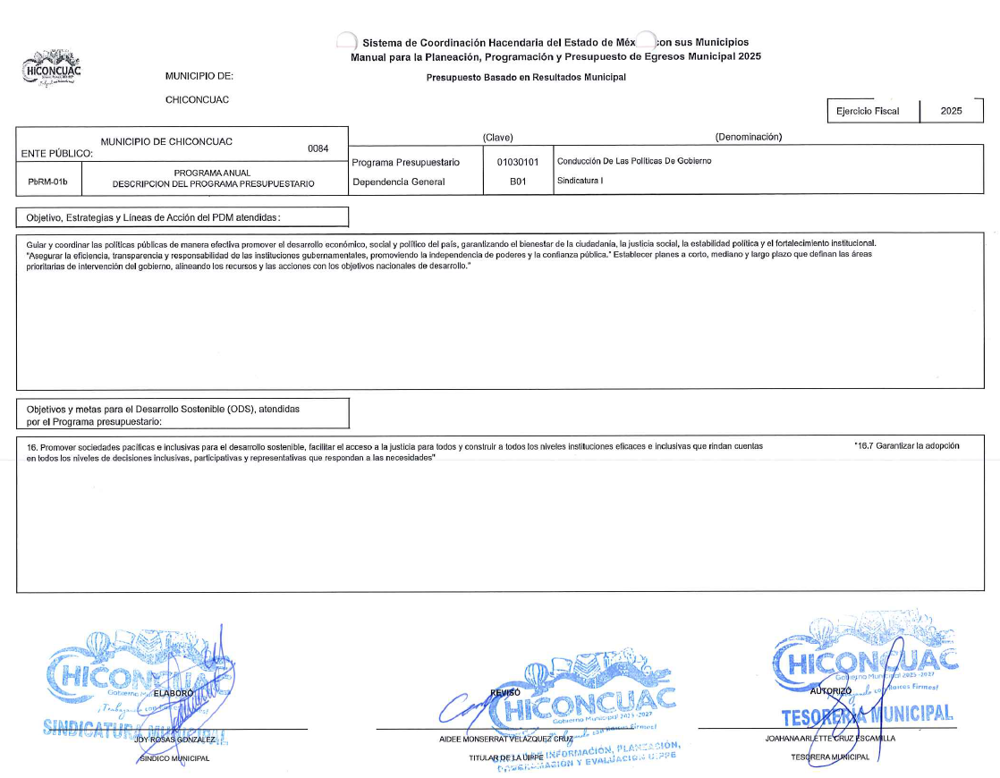 Sistema de Coordinación Hacendaria del Estado de Méx con sus Municipios
Manual para la Planeación, Programación y Presupuesto de Egresos Municipal 2025
Presupuesto Basado en Resultados Municipal
CHICONCUAC
MUNICIPIO DE:
CHICONCUAC
Ejercicio Fiscal 2025
MUNICIPIO DE CHICONCUAC
ENTE PÚBLICO: 0084
PbRM-01b
PROGRAMA ANUAL
DESCRIPCION DEL PROGRAMA PRESUPUESTARIO
(Clave) (Denominación)
Programa Presupuestario 01030101 Conducción De Las Políticas De Gobierno
Dependencia General B01 Sindicatura I
Objetivo, Estrategias y Líneas de Acción del PDM atendidas:
Guiar y coordinar las políticas públicas de manera efectiva promover el desarrollo económico, social y político del país, garantizando el bienestar de la ciudadanía, la justicia social, la estabilidad política y el fortalecimiento institucional.
"Asegurar la eficiencia, transparencia y responsabilidad de las instituciones gubernamentales, promoviendo la independencia de poderes y la confianza pública." Establecer planes a corto, mediano y largo plazo que definan las áreas
prioritarias de intervención del gobierno, alineando los recursos y las acciones con los objetivos nacionales de desarrollo."
Objetivos y metas para el Desarrollo Sostenible (ODS), atendidas
por el Programa presupuestario:
16. Promover sociedades pacíficas e inclusivas para el desarrollo sostenible, facilitar el acceso a la justicia para todos y construir a todos los niveles instituciones eficaces e inclusivas que rindan cuentas "16.7 Garantizar la adopción
en todos los niveles de decisiones inclusivas, participativas y representativas que respondan a las necesidades"
CHICONCUAC
ELABORÓ
SINDICATURA MUNICIPAL
JOY ROSAS GONZALEZ
SINDICO MUNICIPAL
REVISÓ
CHICONCUAC
Gobierno Municipal 2025-2027
AIDEE MONSERRAT VELAZQUEZ CRUZ
TITULAR DE LA UIPPE
INFORMACIÓN, PLANEACIÓN,
PROGRAMACIÓN Y EVALUACIÓN UIPPE
CHICONCUAC
Gobierno Municipal 2025-2027
AUTORIZÓ
TESORERIA MUNICIPAL
JOAHANA ARLETTE CRUZ ESCAMILLA
TESORERA MUNICIPAL